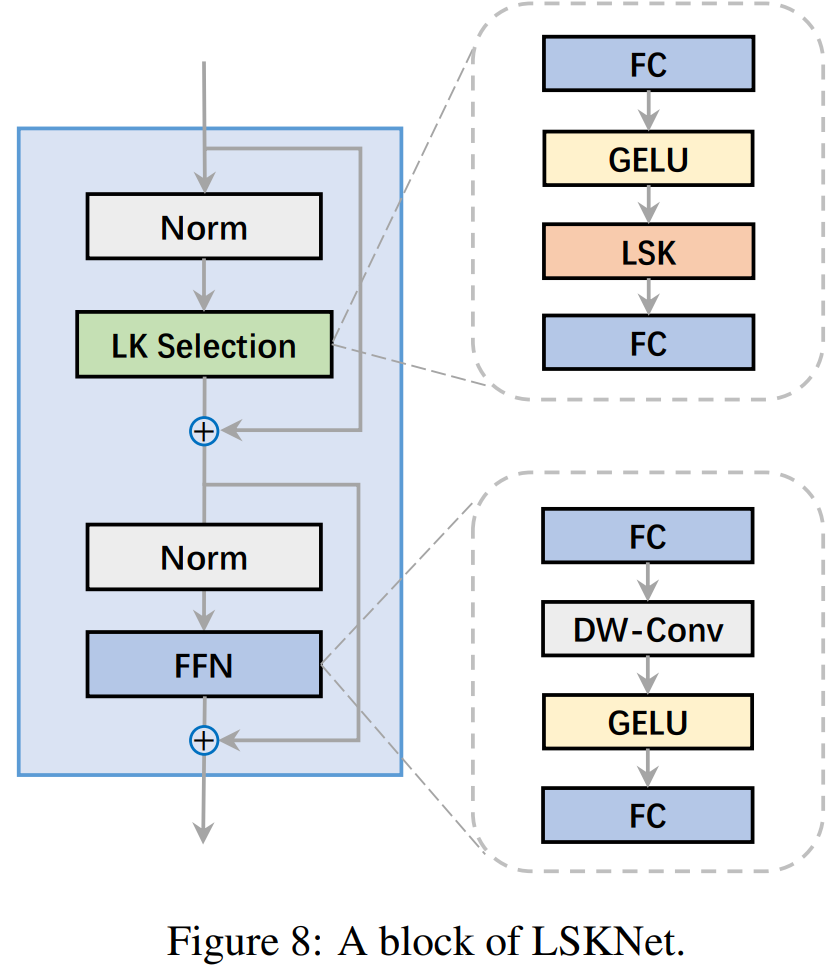 Norm
LK Selection
Norm
FFN
FC
GELU
LSK
FC
FC
DW-Conv
GELU
FC
Figure 8: A block of LSKNet.